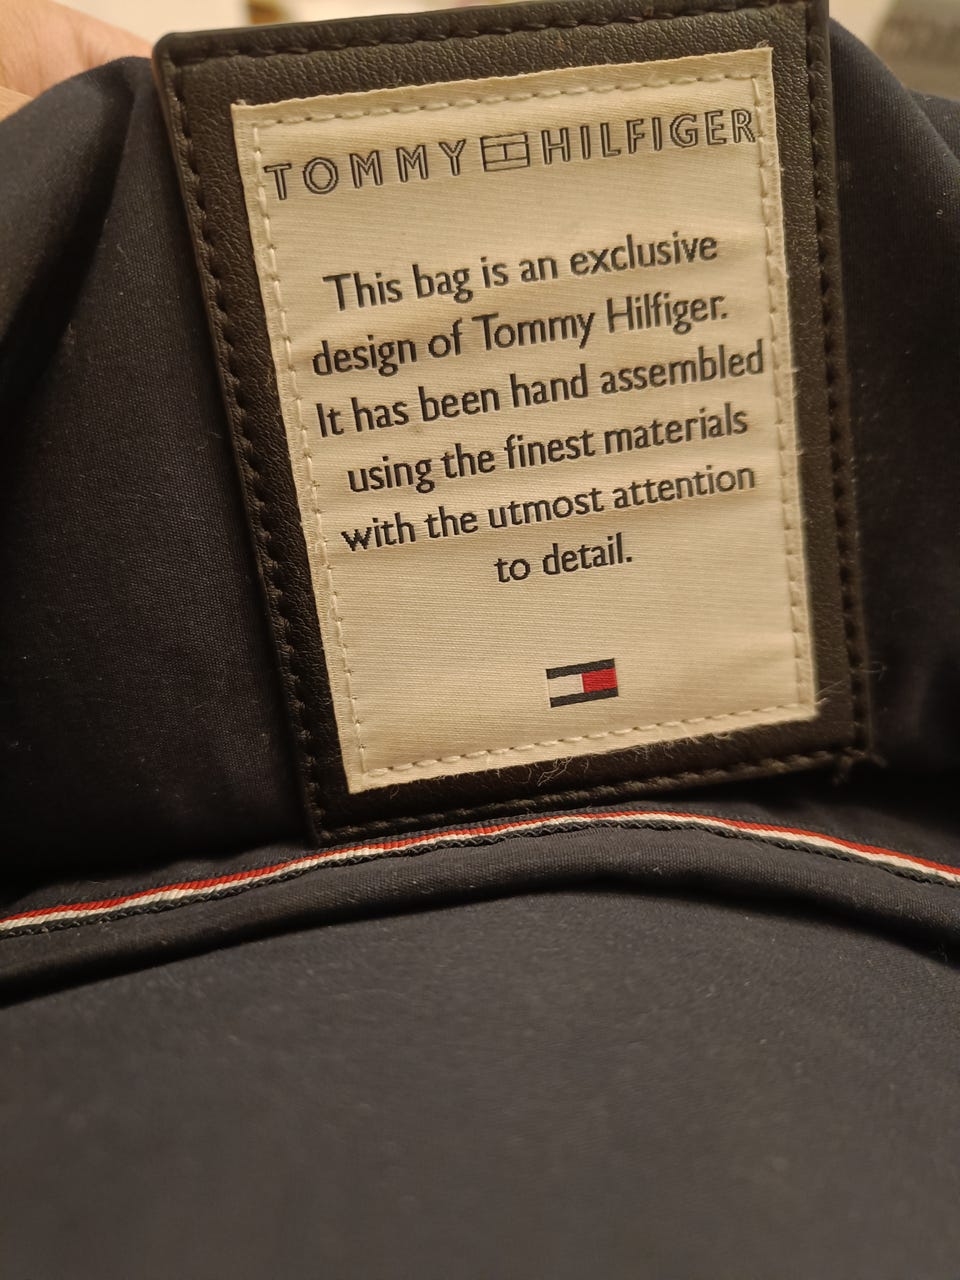 TOMMY HILFIGER
This bag is an exclusive
design of Tommy Hilfiger.
It has been hand assembled
using the finest materials
with the utmost attention
to detail.